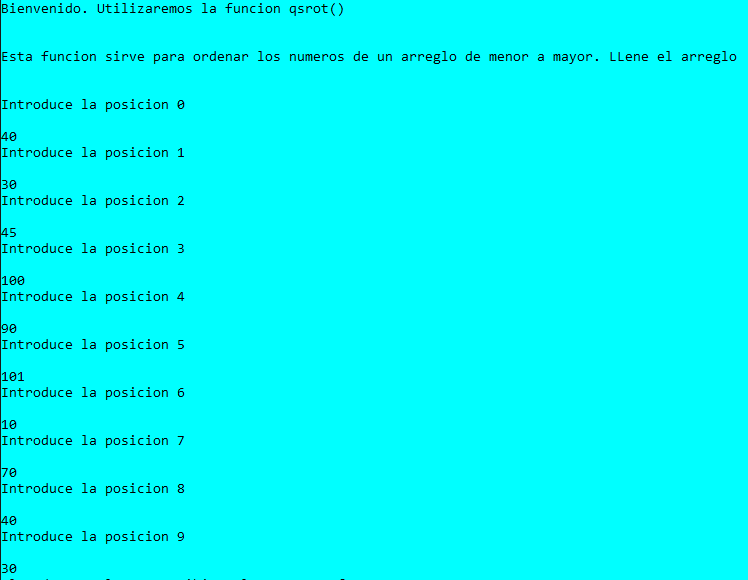 Bienvenido. Utilizaremos la funcion qsrot()
Esta funcion sirve para ordenar los numeros de un arreglo de menor a mayor. LLene el arreglo
Introduce la posicion 0
40
Introduce la posicion 1
30
Introduce la posicion 2
45
Introduce la posicion 3
100
Introduce la posicion 4
90
Introduce la posicion 5
101
Introduce la posicion 6
10
Introduce la posicion 7
70
Introduce la posicion 8
40
Introduce la posicion 9
30